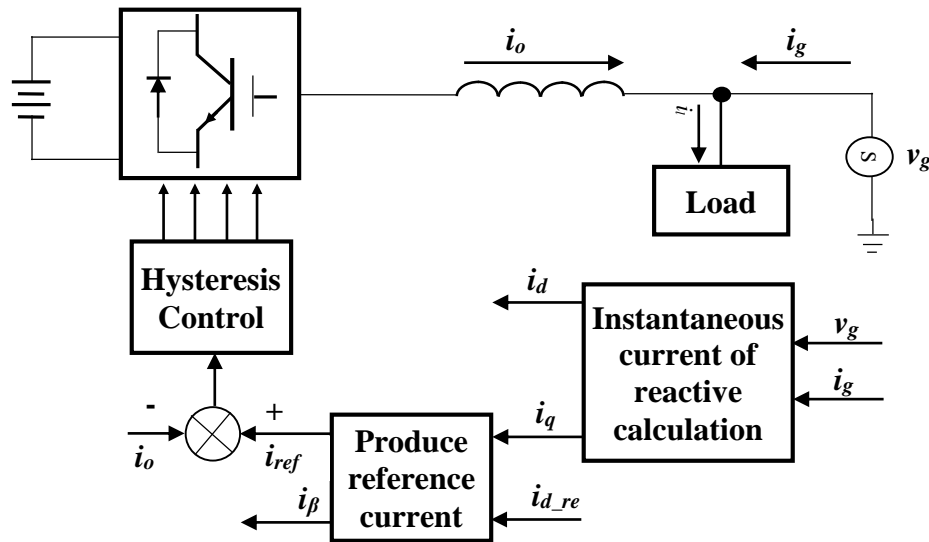 i_o
i_g
i_l
v_g
Load
Hysteresis
Control
i_d
Instantaneous
current of
reactive
calculation
v_g
i_g
-
+
i_q
i_o
i_ref
Produce
reference
current
i_β
i_d_re
S